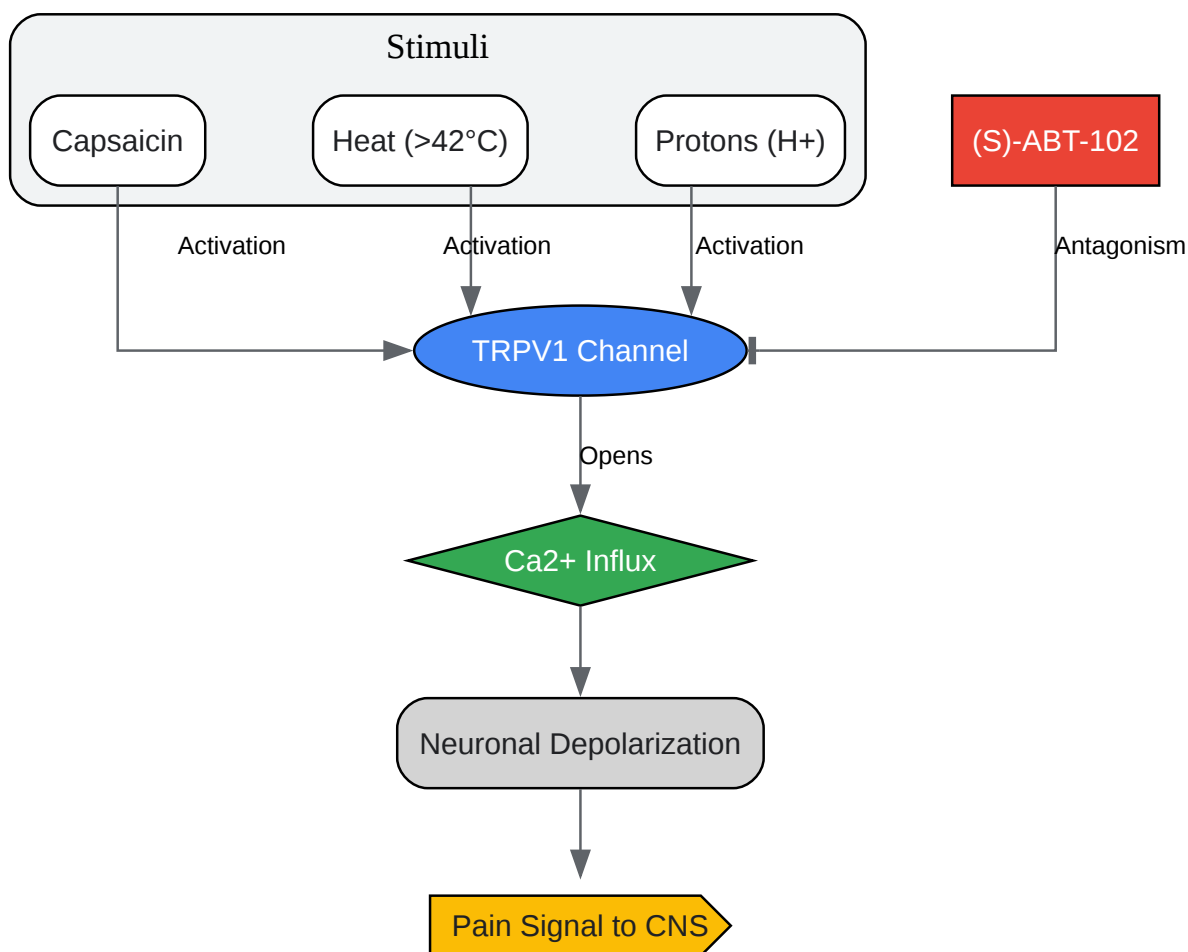 Stimuli
Capsaicin
Heat (>42°C)
Protons (H+)
(S)-ABT-102
Activation
Activation
Activation
Antagonism
TRPV1 Channel
Opens
Ca2+ Influx
Neuronal Depolarization
Pain Signal to CNS